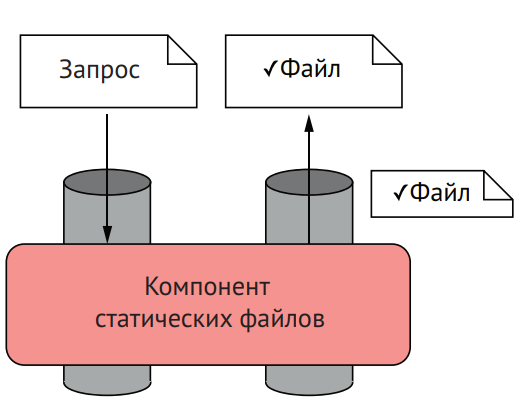 Запрос
✓Файл
✓Файл
Компонент
статических файлов